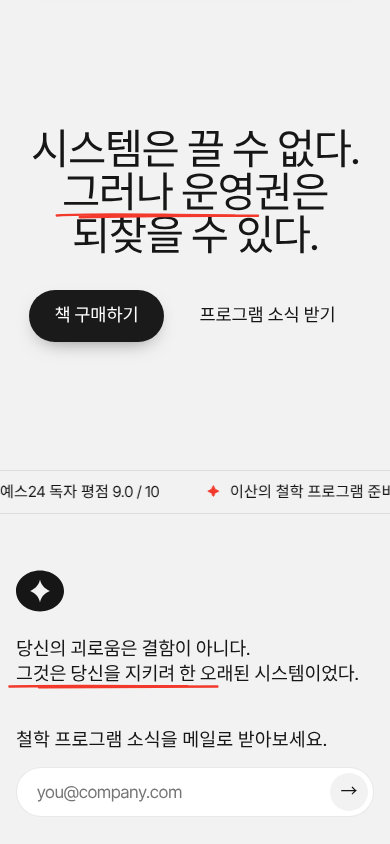 시스템은 끌 수 없다.
그러나 운영권은
되찾을 수 있다.
책 구매하기
프로그램 소식 받기
예스24 독자 평점 9.0 / 10
이산의 철학 프로그램 준비
당신의 괴로움은 결함이 아니다.
그것은 당신을 지키려 한 오래된 시스템이었다.
철학 프로그램 소식을 메일로 받아보세요.
you@company.com
→